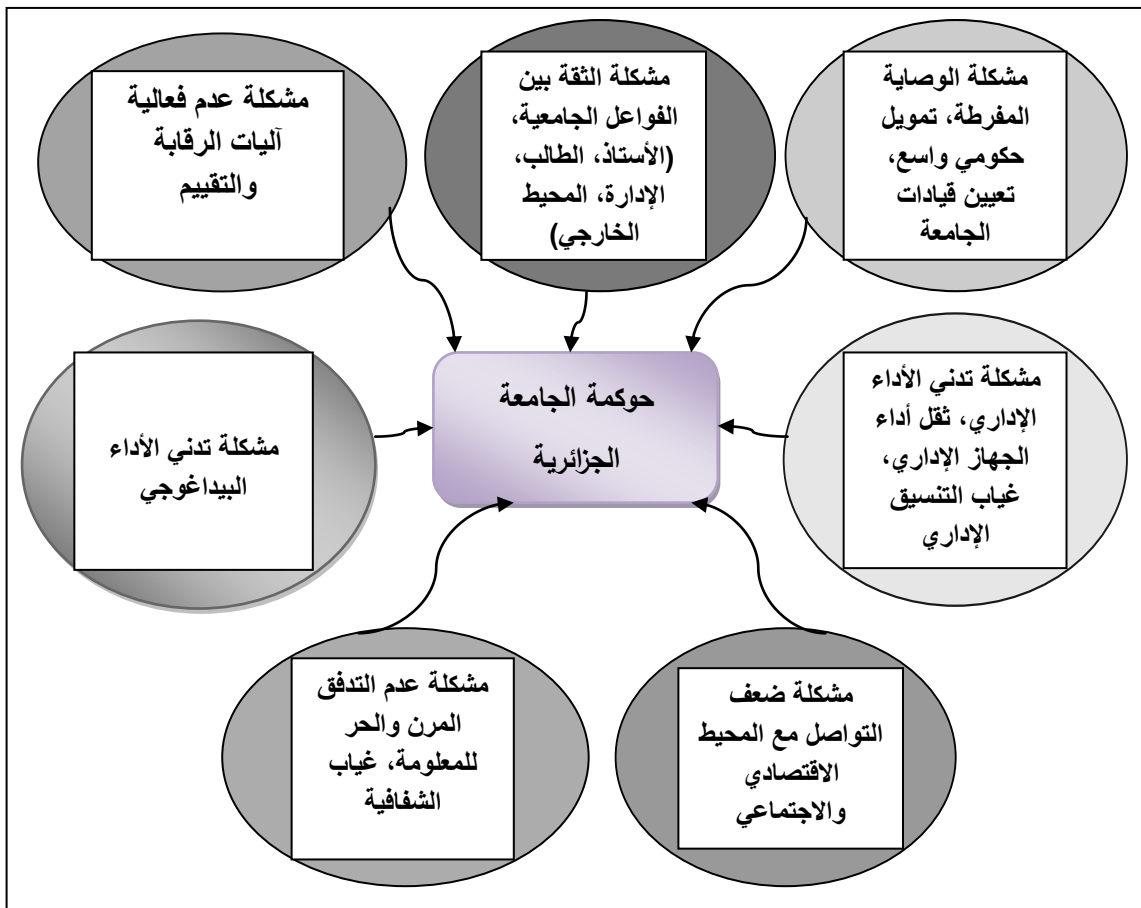 مشكلة الوصاية
المفرطة، تمويل
حكومي واسع،
تعيين قيادات
الجامعة
مشكلة الثقة بين
الفواعل الجامعية،
(الأستاذ، الطالب،
الإدارة، المحيط
الخارجي)
مشكلة عدم فعالية
آليات الرقابة
والتقييم
مشكلة تدني الأداء
الإداري، ثقل أداء
الجهاز الإداري،
غياب التنسيق
الإداري
حوكمة الجامعة
الجزائرية
مشكلة تدني الأداء
البيداغوجي
مشكلة ضعف
التواصل مع المحيط
الاقتصادي
والاجتماعي
مشكلة عدم التدفق
المرن والحر
للمعلومة، غياب
الشفافية